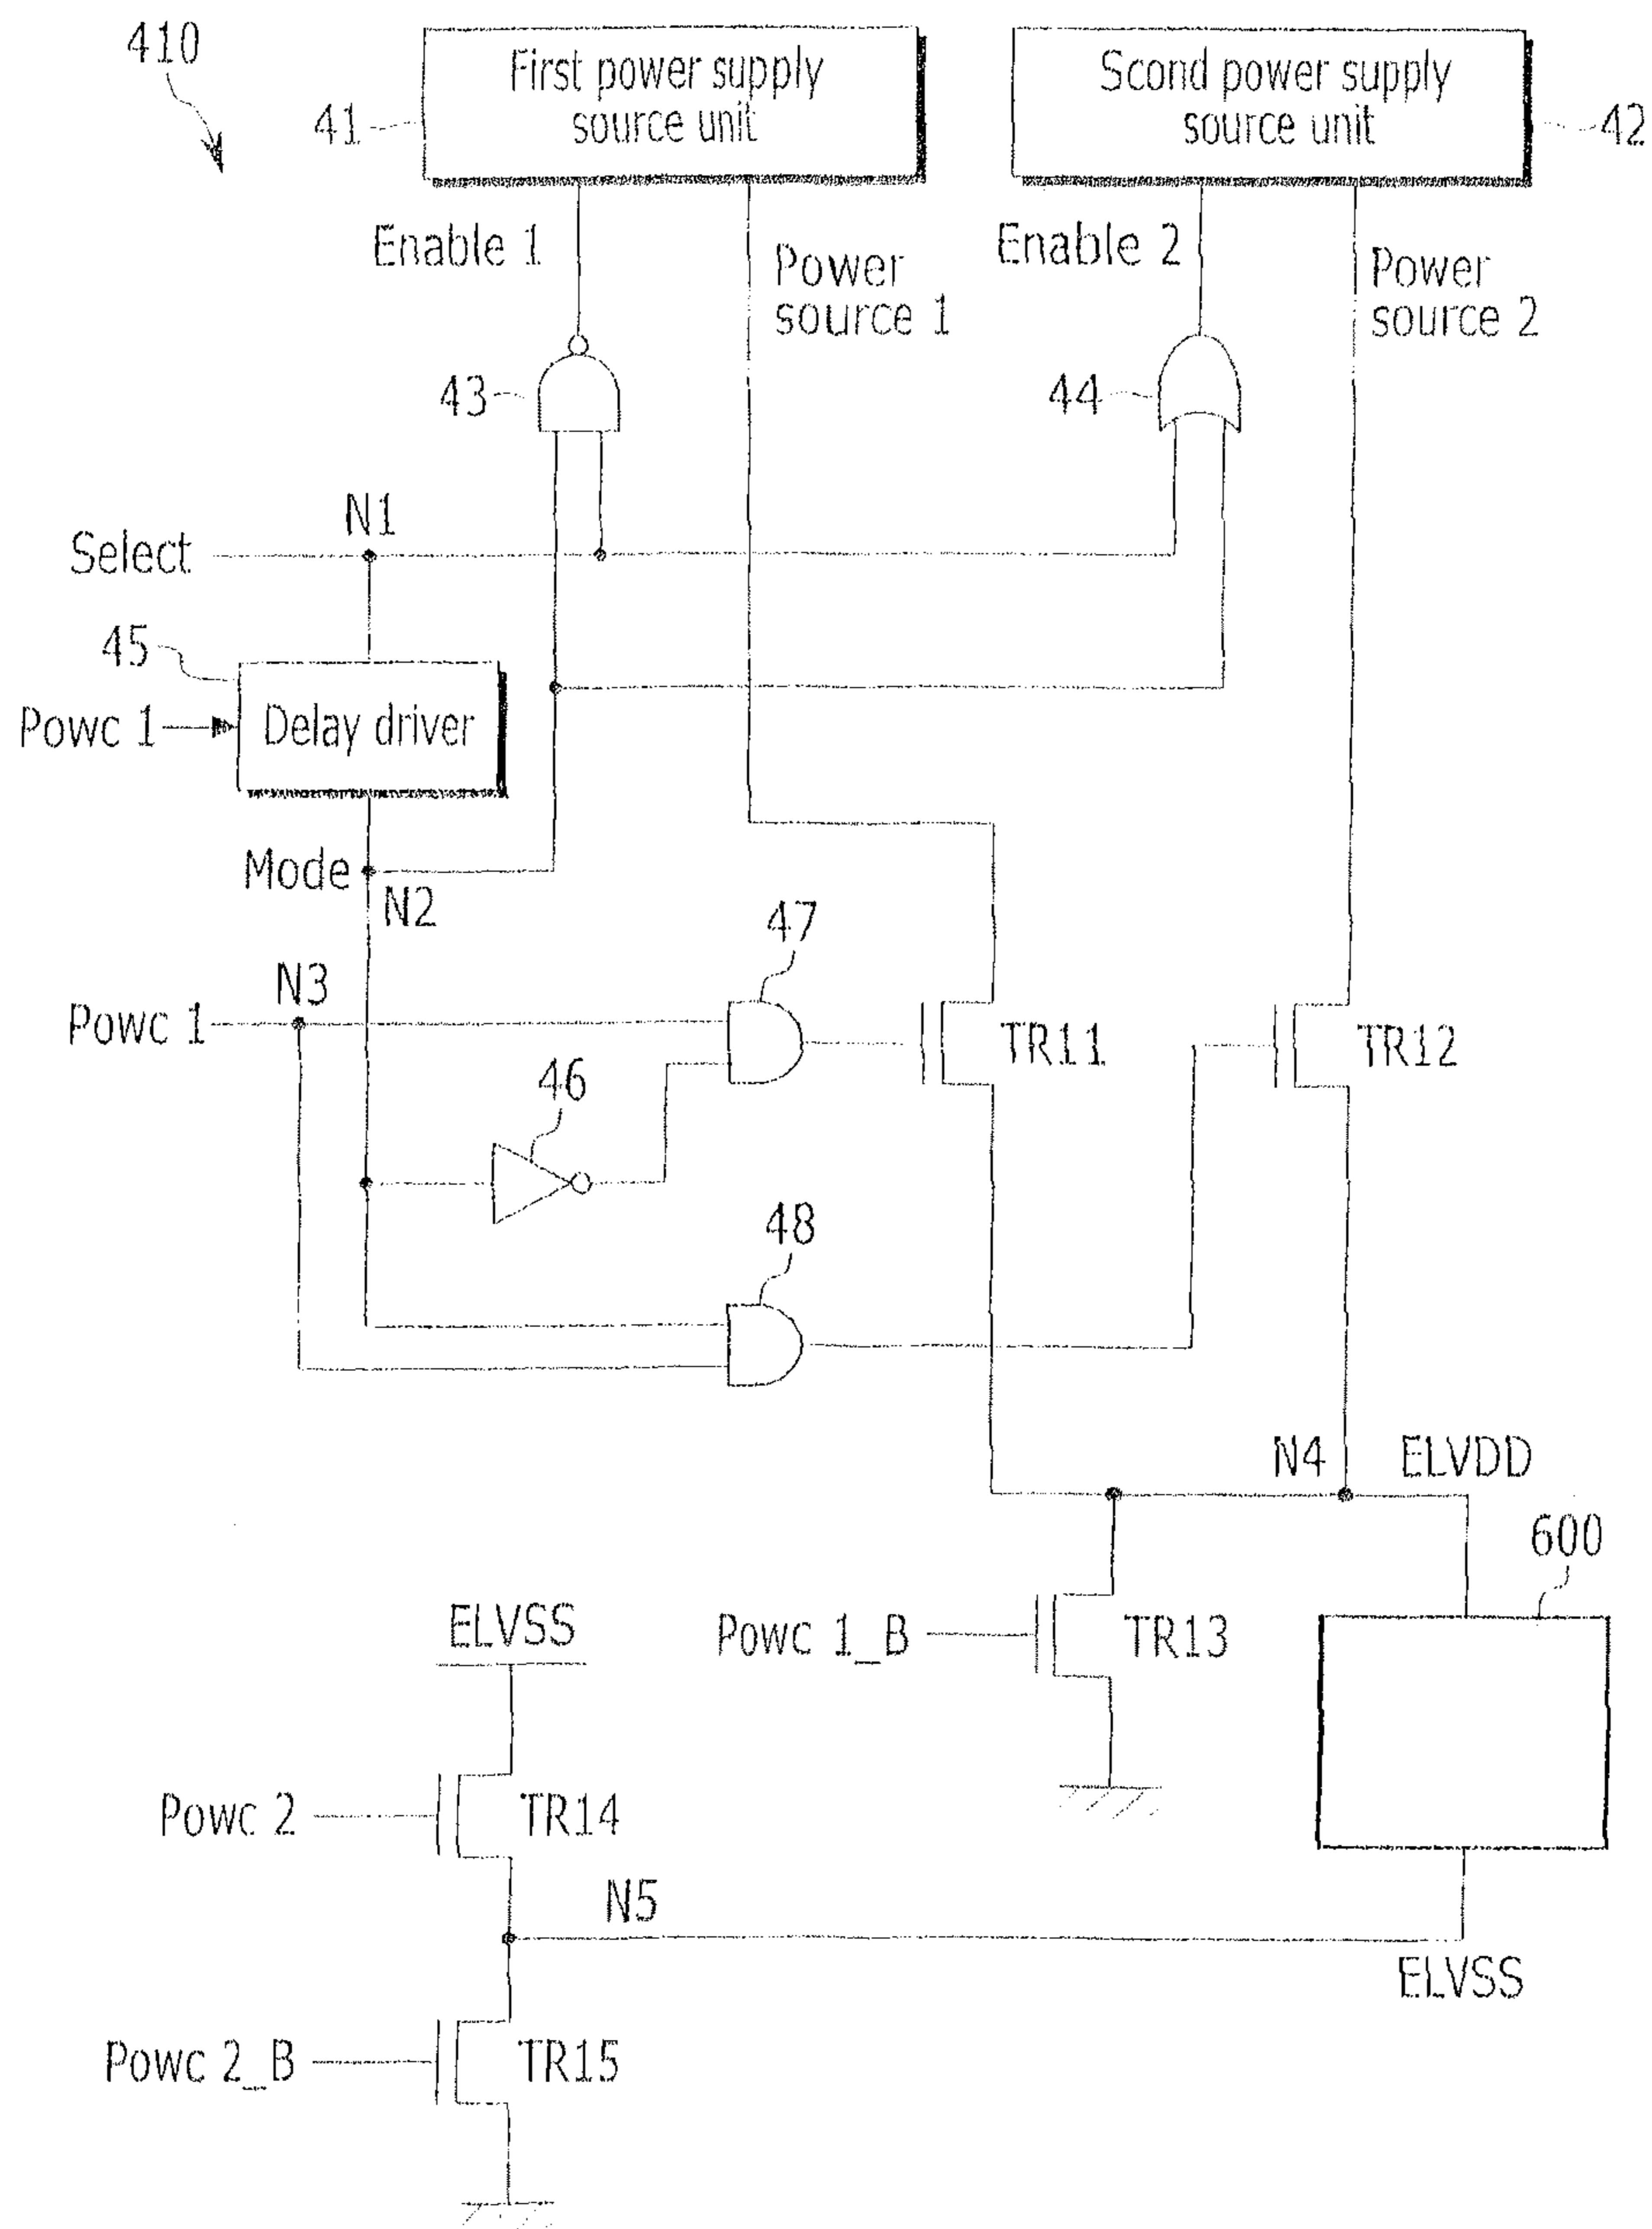 410
First power supply
source unit
41
Scond power supply
source unit
42
Enable 1
Power
source 1
Enable 2
Power
source 2
43
44
N1
Select
45
Powc 1
Delay driver
Mode
N2
47
N3
Powc 1
TR11
TR12
46
48
N4
ELVDD
600
ELVSS
Powc 1_B
TR13
Powc 2
TR14
N5
ELVSS
Powc 2_B
TR15